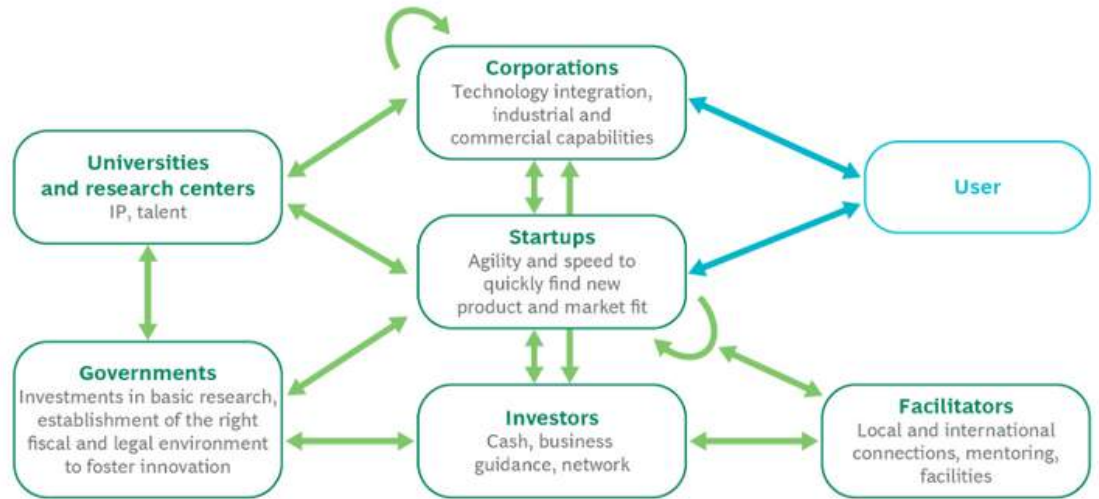 Corporations
Technology integration,
industrial and
commercial capabilities
Universities
and research centers
IP, talent
User
Startups
Agility and speed to
quickly find new
product and market fit
Governments
Investments in basic research,
establishment of the right
fiscal and legal environment
to foster innovation
Investors
Cash, business
guidance, network
Facilitators
Local and international
connections, mentoring,
facilities